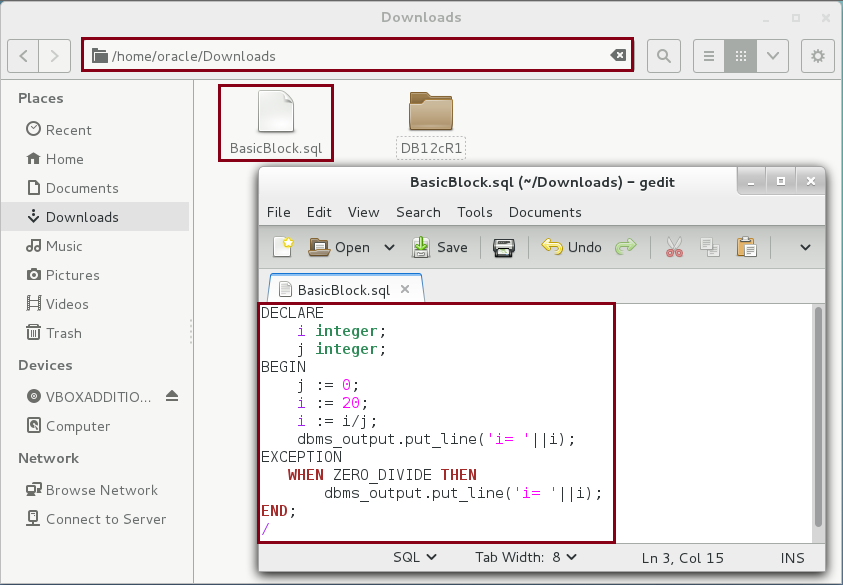 Downloads
/home/oracle/Downloads
Places
Recent
Home
Documents
Downloads
Music
Pictures
Videos
Trash
Devices
VBOXADDITIO...
Computer
Network
Browse Network
Connect to Server
BasicBlock.sql
DB12cR1
BasicBlock.sql (~/Downloads) - gedit
File Edit View Search Tools Documents
Open Save Undo
BasicBlock.sql
DECLARE
    i integer;
    j integer;
BEGIN
    j := 0;
    i := 20;
    i := i/j;
    dbms_output.put_line('i= '||i);
EXCEPTION
   WHEN ZERO_DIVIDE THEN
       dbms_output.put_line('i= '||i);
END;
/
SQL Tab Width: 8 Ln 3, Col 15 INS